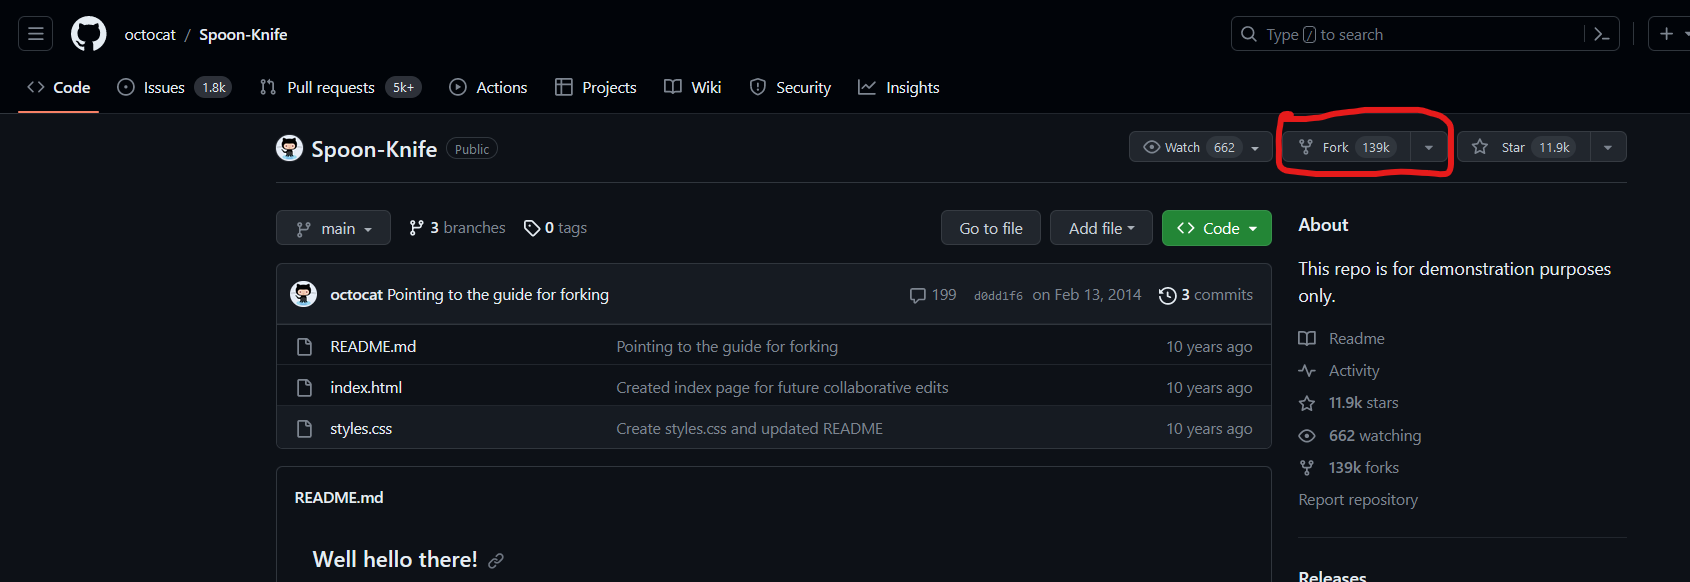 octocat / Spoon-Knife
Type / to search
Code
Issues 1.8k
Pull requests 5k+
Actions
Projects
Wiki
Security
Insights
Spoon-Knife Public
Watch 662
Fork 139k
Star 11.9k
main
3 branches
0 tags
Go to file
Add file
Code
octocat Pointing to the guide for forking
199
d0dd1f6 on Feb 13, 2014
3 commits
README.md Pointing to the guide for forking 10 years ago
index.html Created index page for future collaborative edits 10 years ago
styles.css Create styles.css and updated README 10 years ago
README.md
Well hello there!
About
This repo is for demonstration purposes
only.
Readme
Activity
11.9k stars
662 watching
139k forks
Report repository
Releases